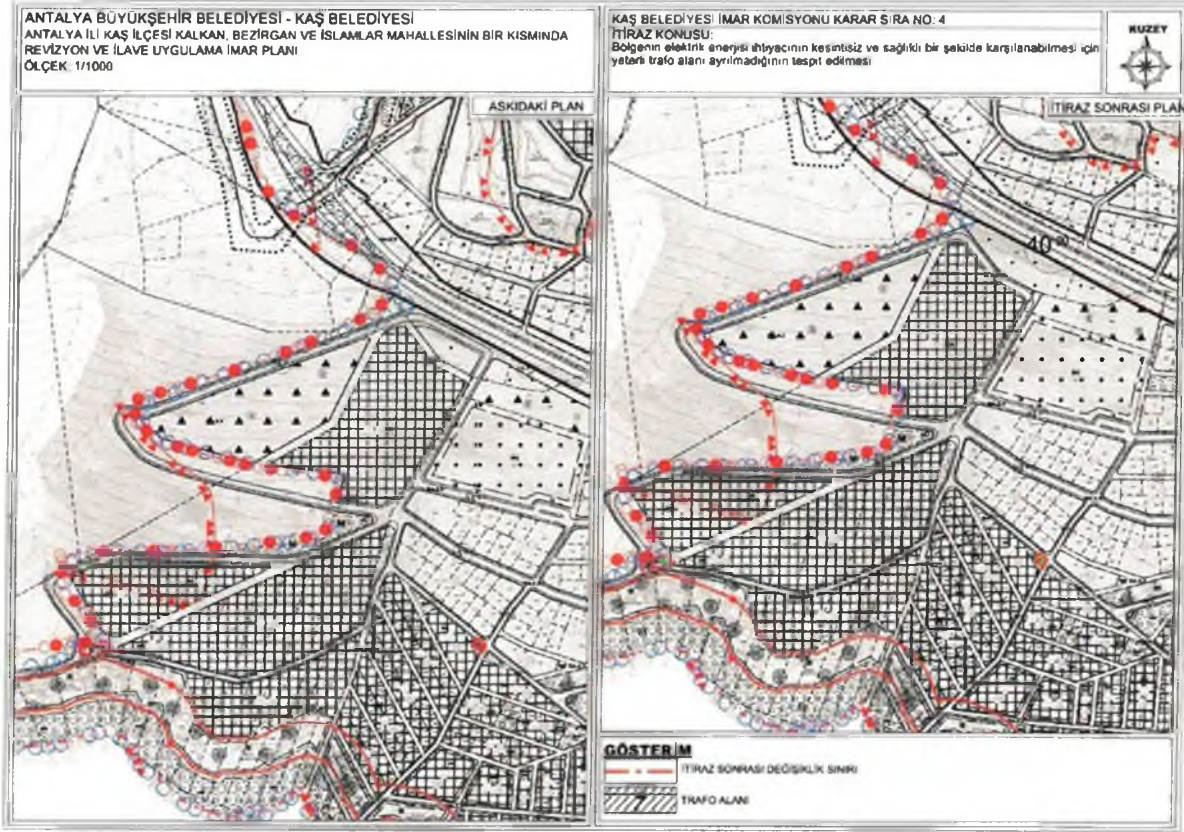 ANTALYA BÜYÜKŞEHİR BELEDİYESİ - KAŞ BELEDİYESİ
ANTALYA İLİ KAŞ İLÇESİ KALKAN, BEZİRGAN VE İSLAMLAR MAHALLESİNİN BİR KISMINDA
REVİZYON VE İLAVE UYGULAMA İMAR PLANI
ÖLÇEK: 1/1000
KAŞ BELEDİYESİ İMAR KOMİSYONU KARAR SIRA NO: 4
İTİRAZ KONUSU:
Bölgenin elektrik enerjisi ihtiyacının kesintisiz ve sağlıklı bir şekilde karşılanabilmesi için
yeterli trafo alanı ayrılmadığının tespit edilmesi
KUZEY
ASKIDAKİ PLAN
İTİRAZ SONRASI PLAN
40.00
GÖSTERİM
İTİRAZ SONRASI DEĞİŞİKLİK SINIRI
TRAFO ALANI